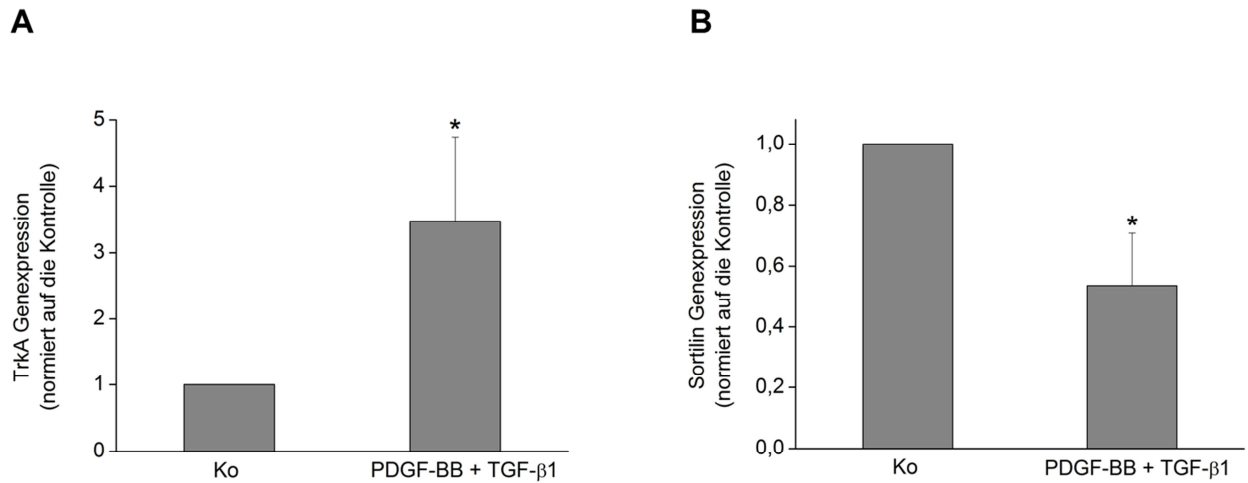 A
TrkA Genexpression
(normiert auf die Kontrolle)
5
4
3
2
1
0
*
Ko
PDGF-BB + TGF-β1
B
Sortilin Genexpression
(normiert auf die Kontrolle)
1,0
0,8
0,6
0,4
0,2
0,0
*
Ko
PDGF-BB + TGF-β1